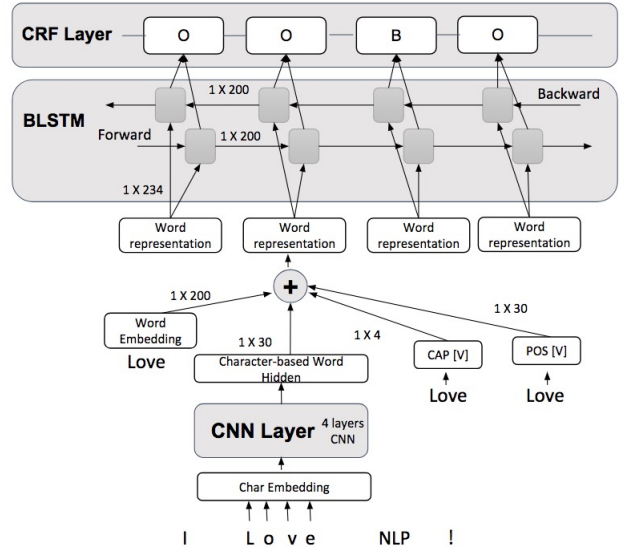 CRF Layer O O B O
1 X 200 Backward
BLSTM
Forward 1 X 200
1 X 234
Word representation
Word representation
Word representation
Word representation
+
1 X 200
1 X 30
Word Embedding
1 X 30
1 X 4
Love
Character-based Word Hidden
CAP [V]
POS [V]
Love
Love
CNN Layer 4 layers CNN
Char Embedding
I L o v e NLP !